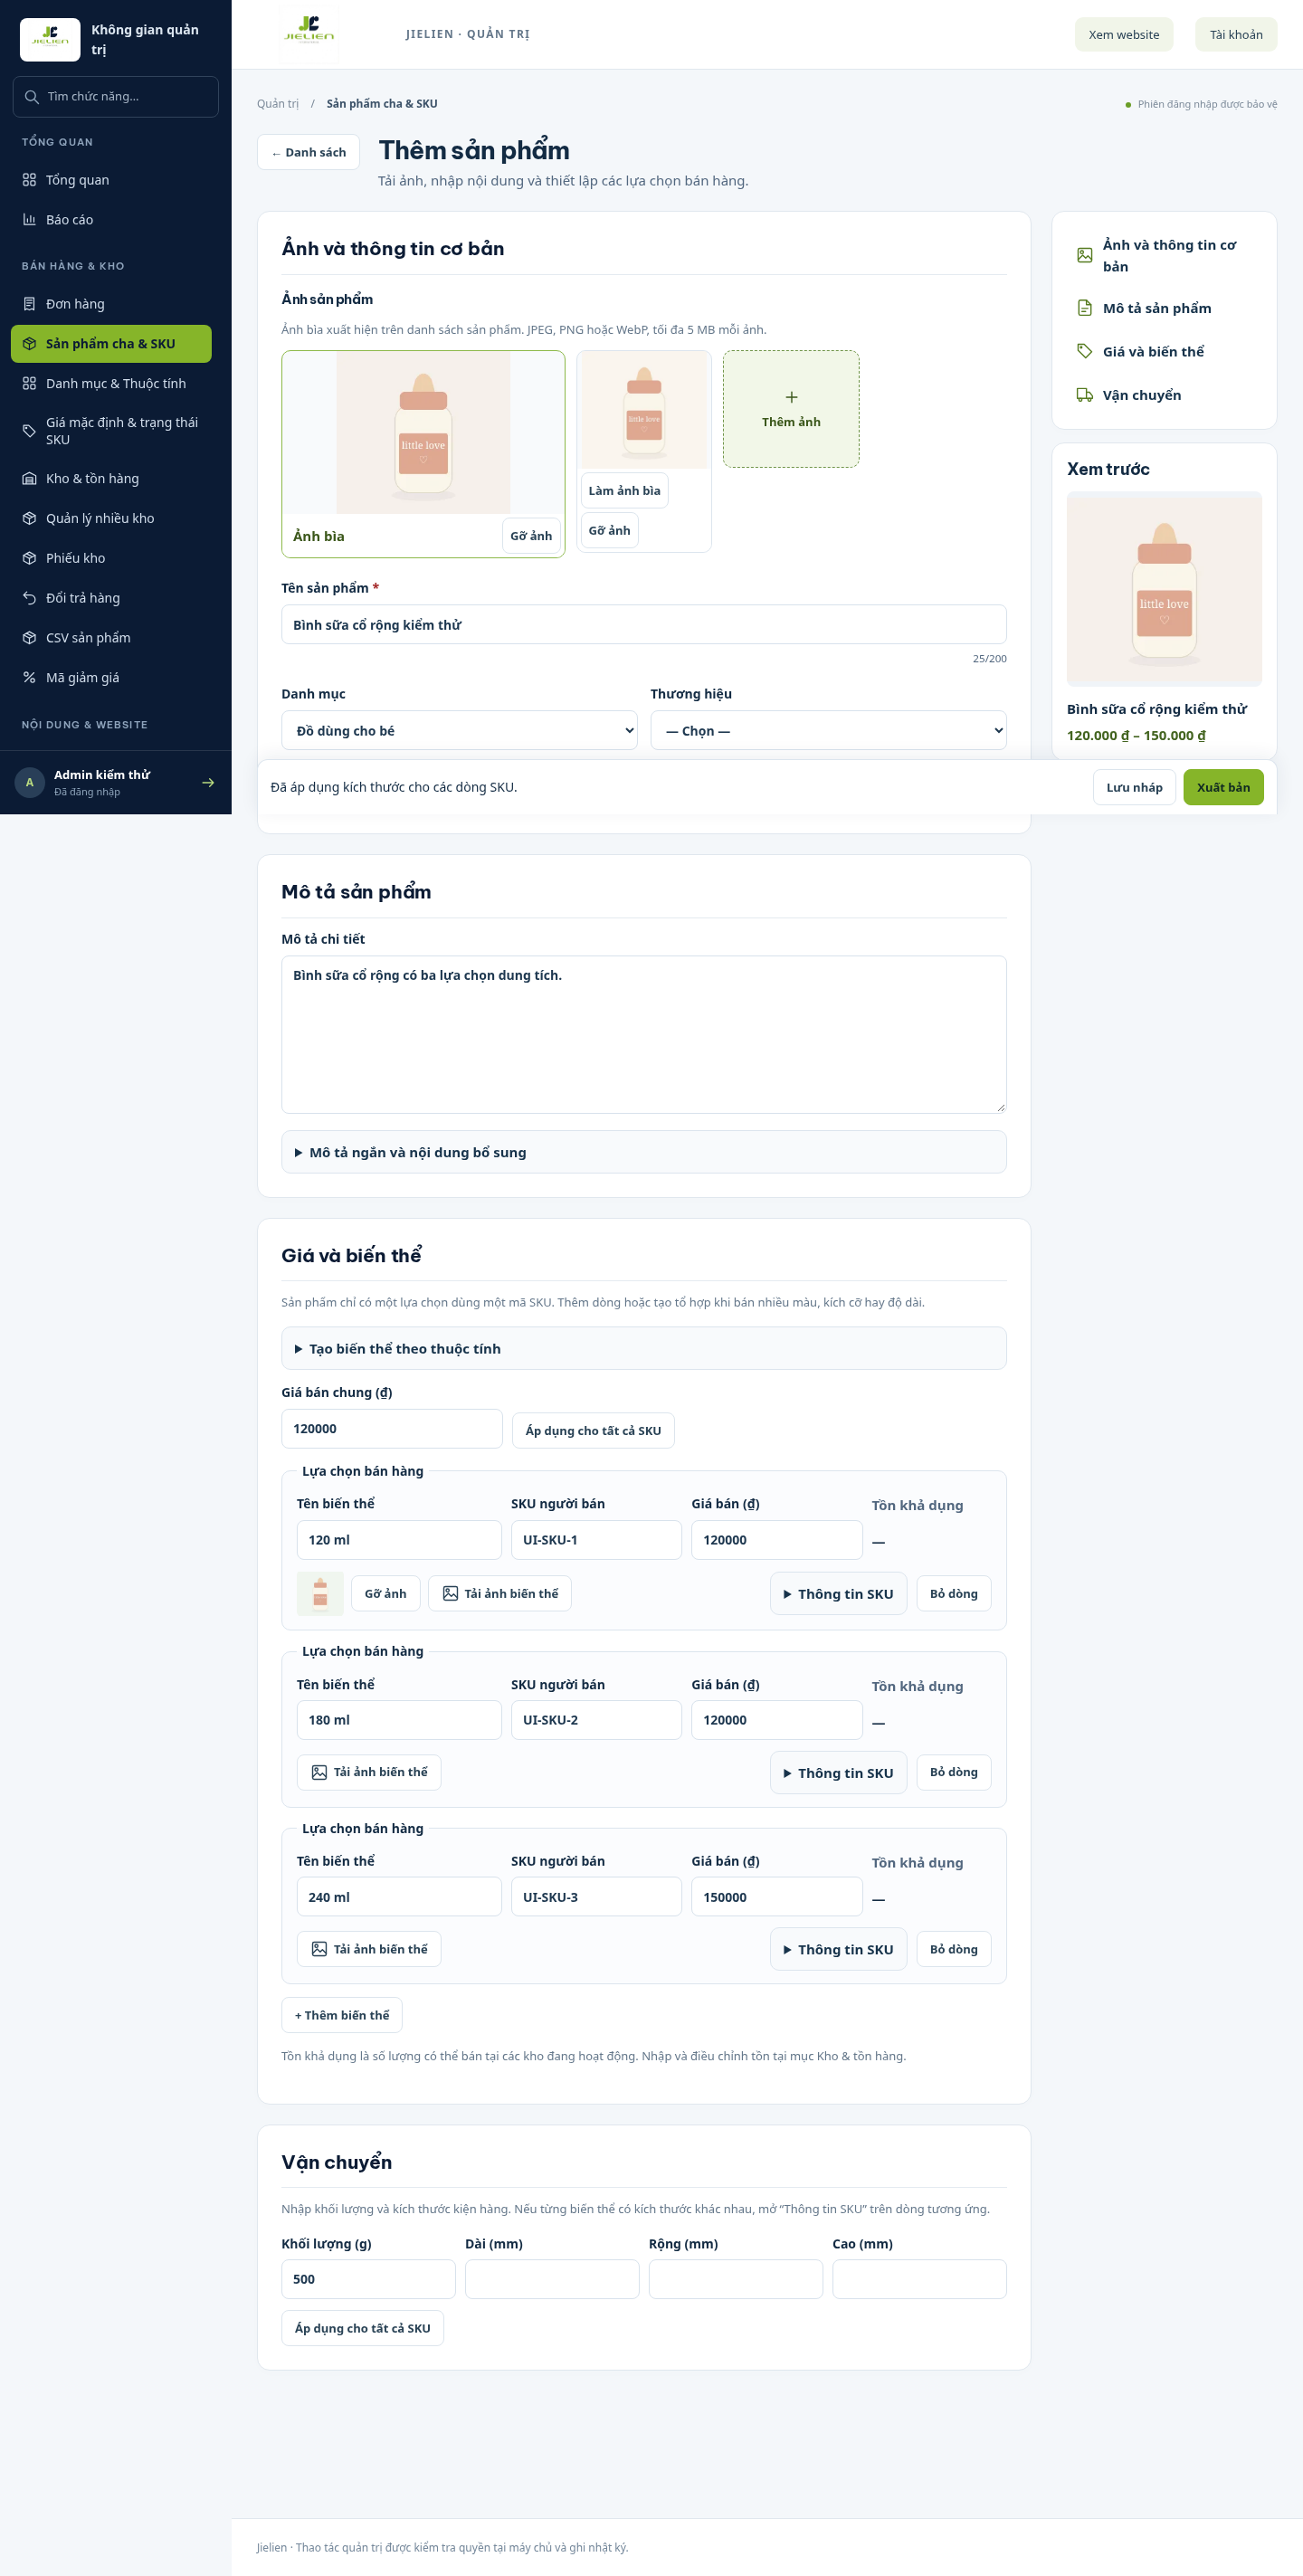 JIELIEN
Không gian quản
trị
Tìm chức năng...
TỔNG QUAN
Tổng quan
Báo cáo
BÁN HÀNG & KHO
Đơn hàng
Sản phẩm cha & SKU
Danh mục & Thuộc tính
Giá mặc định & trạng thái
SKU
Kho & tồn hàng
Quản lý nhiều kho
Phiếu kho
Đổi trả hàng
CSV sản phẩm
Mã giảm giá
NỘI DUNG & WEBSITE
A
Admin kiểm thử
Đã đăng nhập
JIELIEN
JIELIEN · QUẢN TRỊ
Xem website
Tài khoản
Quản trị / Sản phẩm cha & SKU
Phiên đăng nhập được bảo vệ
← Danh sách
Thêm sản phẩm
Tải ảnh, nhập nội dung và thiết lập các lựa chọn bán hàng.
Ảnh và thông tin cơ bản
Ảnh sản phẩm
Ảnh bìa xuất hiện trên danh sách sản phẩm. JPEG, PNG hoặc WebP, tối đa 5 MB mỗi ảnh.
little love
♡
Ảnh bìa
Gỡ ảnh
little love
♡
Làm ảnh bìa
Gỡ ảnh
+
Thêm ảnh
Tên sản phẩm *
Bình sữa cổ rộng kiểm thử
25/200
Danh mục
Thương hiệu
Đồ dùng cho bé
— Chọn —
Đã áp dụng kích thước cho các dòng SKU.
Lưu nháp
Xuất bản
Ảnh và thông tin cơ
bản
Mô tả sản phẩm
Giá và biến thể
Vận chuyển
Xem trước
little love
♡
Bình sữa cổ rộng kiểm thử
120.000 ₫ – 150.000 ₫
Mô tả sản phẩm
Mô tả chi tiết
Bình sữa cổ rộng có ba lựa chọn dung tích.
▶ Mô tả ngắn và nội dung bổ sung
Giá và biến thể
Sản phẩm chỉ có một lựa chọn dùng một mã SKU. Thêm dòng hoặc tạo tổ hợp khi bán nhiều màu, kích cỡ hay độ dài.
▶ Tạo biến thể theo thuộc tính
Giá bán chung (₫)
120000
Áp dụng cho tất cả SKU
Lựa chọn bán hàng
Tên biến thể
SKU người bán
Giá bán (₫)
Tồn khả dụng
120 ml
UI-SKU-1
120000
—
Gỡ ảnh
Tải ảnh biến thể
▶ Thông tin SKU
Bỏ dòng
Lựa chọn bán hàng
Tên biến thể
SKU người bán
Giá bán (₫)
Tồn khả dụng
180 ml
UI-SKU-2
120000
—
Tải ảnh biến thể
▶ Thông tin SKU
Bỏ dòng
Lựa chọn bán hàng
Tên biến thể
SKU người bán
Giá bán (₫)
Tồn khả dụng
240 ml
UI-SKU-3
150000
—
Tải ảnh biến thể
▶ Thông tin SKU
Bỏ dòng
+ Thêm biến thể
Tồn khả dụng là số lượng có thể bán tại các kho đang hoạt động. Nhập và điều chỉnh tồn tại mục Kho & tồn hàng.
Vận chuyển
Nhập khối lượng và kích thước kiện hàng. Nếu từng biến thể có kích thước khác nhau, mở “Thông tin SKU” trên dòng tương ứng.
Khối lượng (g)
Dài (mm)
Rộng (mm)
Cao (mm)
500
Áp dụng cho tất cả SKU
Jielien · Thao tác quản trị được kiểm tra quyền tại máy chủ và ghi nhật ký.